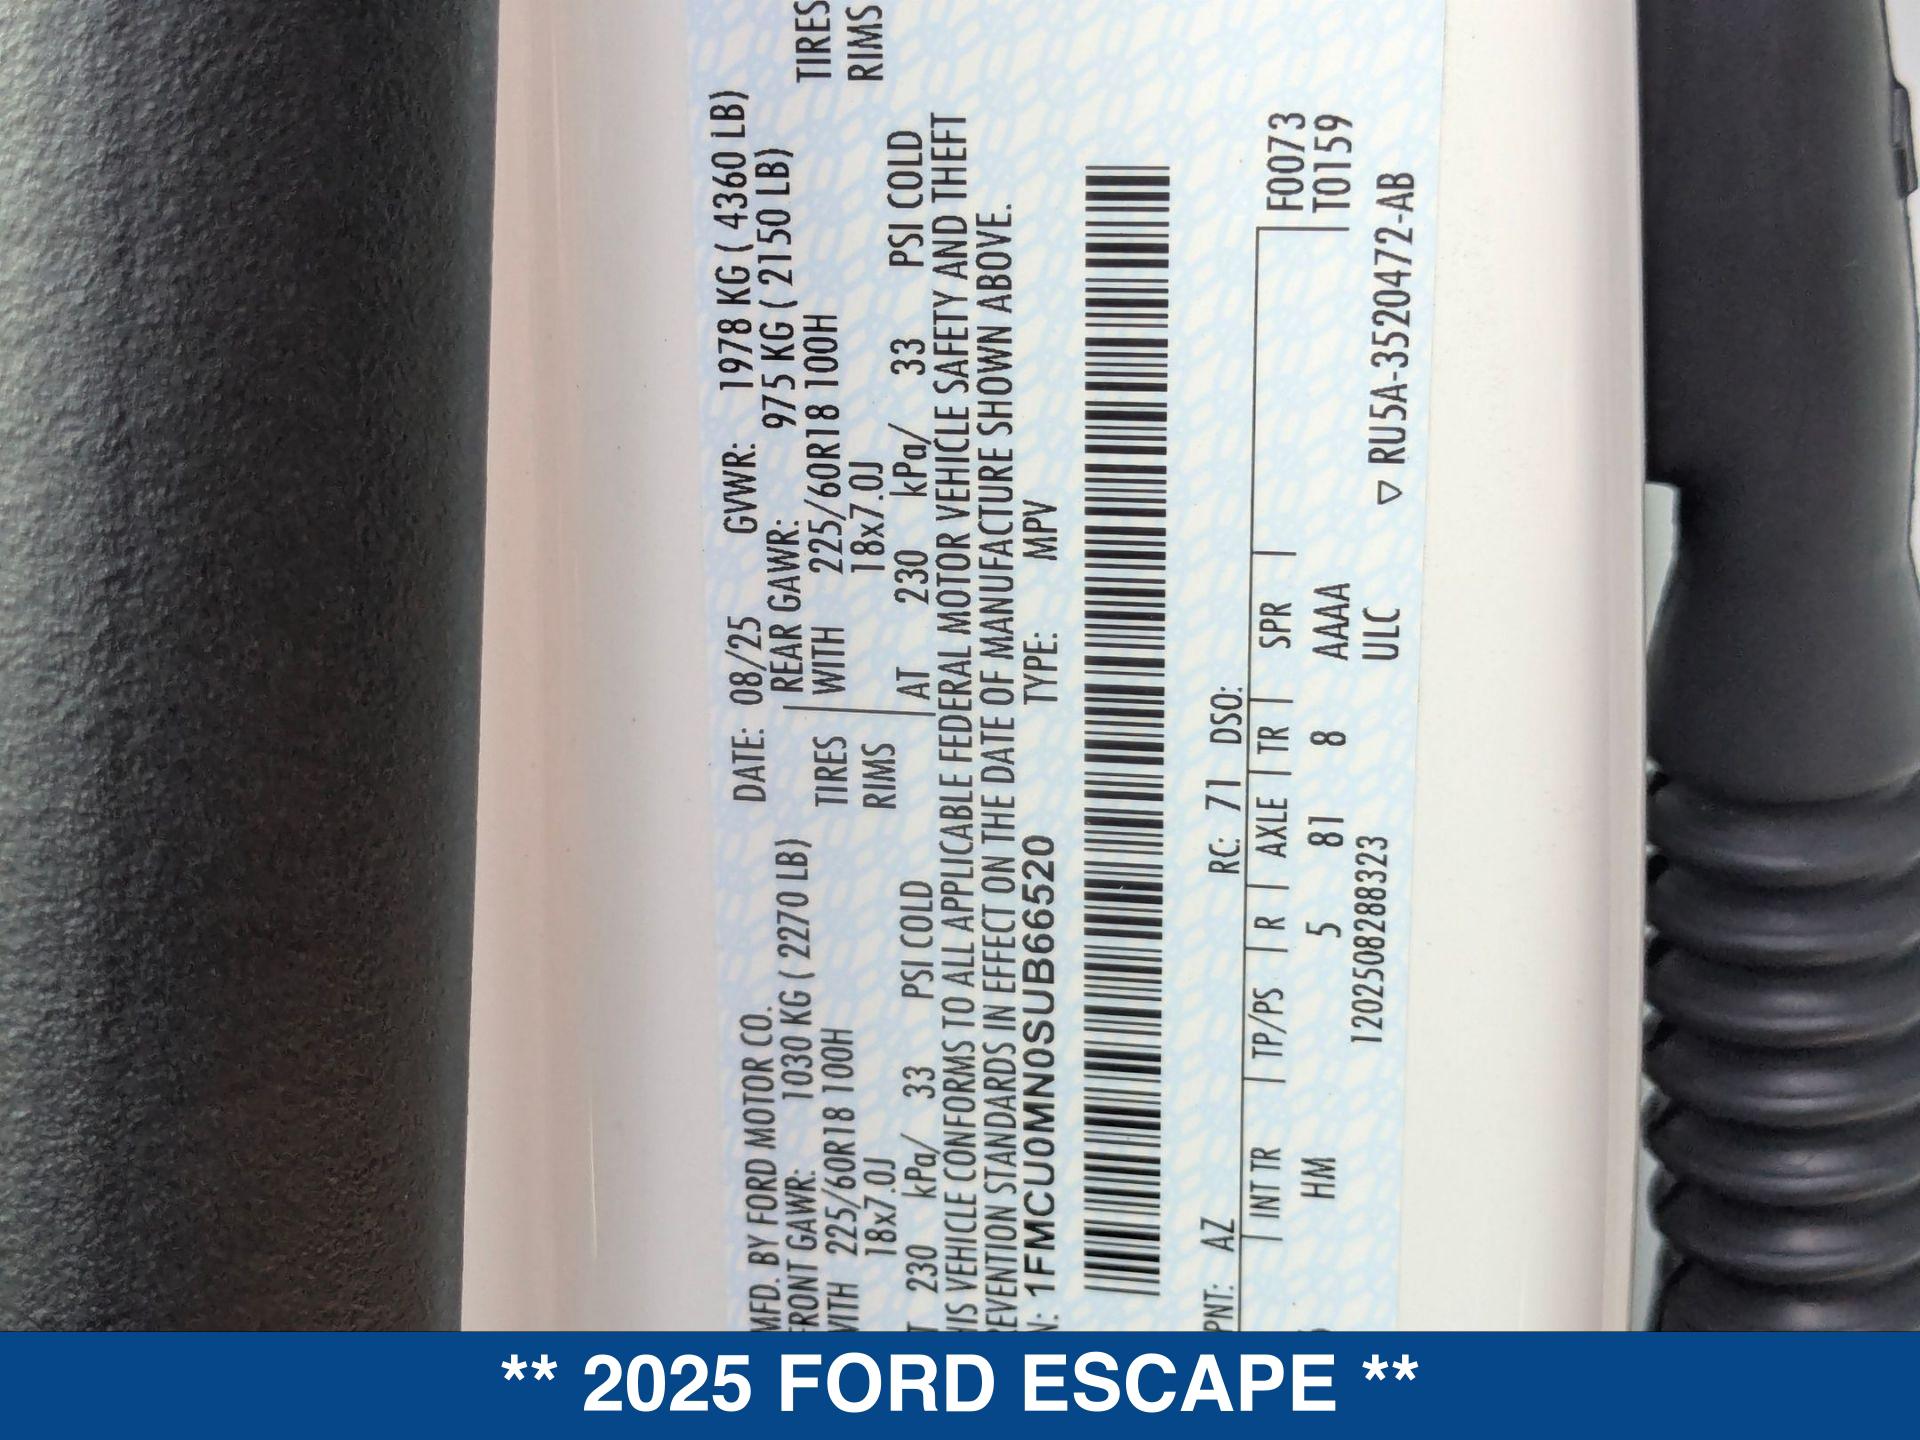 MFD. BY FORD MOTOR CO.
DATE: 08/25 GVWR: 1978 KG ( 4360 LB)
FRONT GAWR: 1030 KG ( 2270 LB)
REAR GAWR: 975 KG ( 2150 LB)
WITH 225/60R18 100H TIRES
WITH 225/60R18 100H TIRES
18x7.0J RIMS
18x7.0J RIMS
T 230 kPa/ 33 PSI COLD
AT 230 kPa/ 33 PSI COLD
HIS VEHICLE CONFORMS TO ALL APPLICABLE FEDERAL MOTOR VEHICLE SAFETY AND THEFT
REVENTION STANDARDS IN EFFECT ON THE DATE OF MANUFACTURE SHOWN ABOVE.
N: 1FMCU0MN0SUB66520 TYPE: MPV
PNT: AZ RC: 71 DSO:
INT TR TP/PS R AXLE TR SPR F0073
HM 5 81 8 AAAA T0159
1202508288323 ULC
▽ RU5A-3520472-AB
** 2025 FORD ESCAPE **